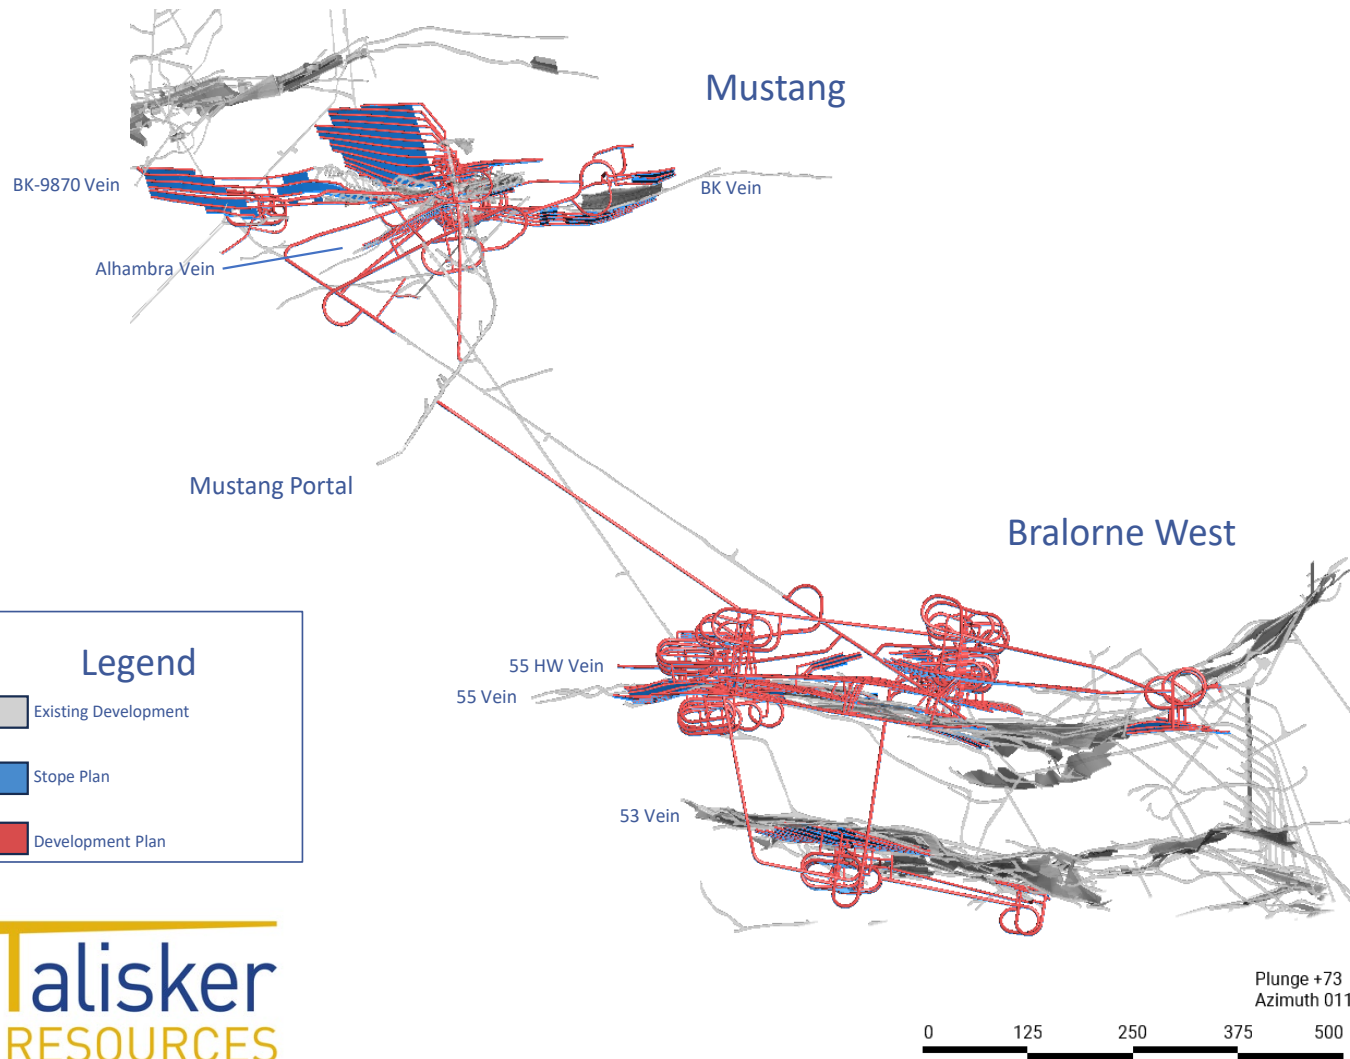 Mustang
BK-9870 Vein
BK Vein
Alhambra Vein
Mustang Portal
Bralorne West
55 HW Vein
55 Vein
53 Vein
Legend
Existing Development
Stope Plan
Development Plan
Talisker
RESOURCES
Plunge +73
Azimuth 011
0 125 250 375 500